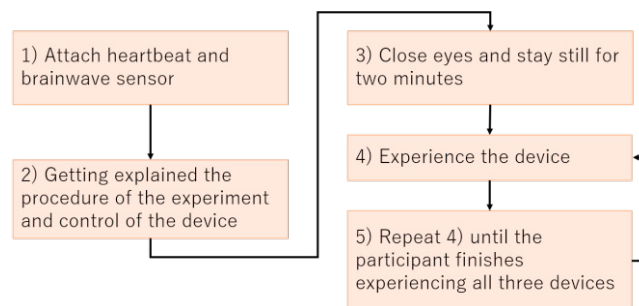 1) Attach heartbeat and
brainwave sensor
2) Getting explained the
procedure of the experiment
and control of the device
3) Close eyes and stay still for
two minutes
4) Experience the device
5) Repeat 4) until the
participant finishes
experiencing all three devices